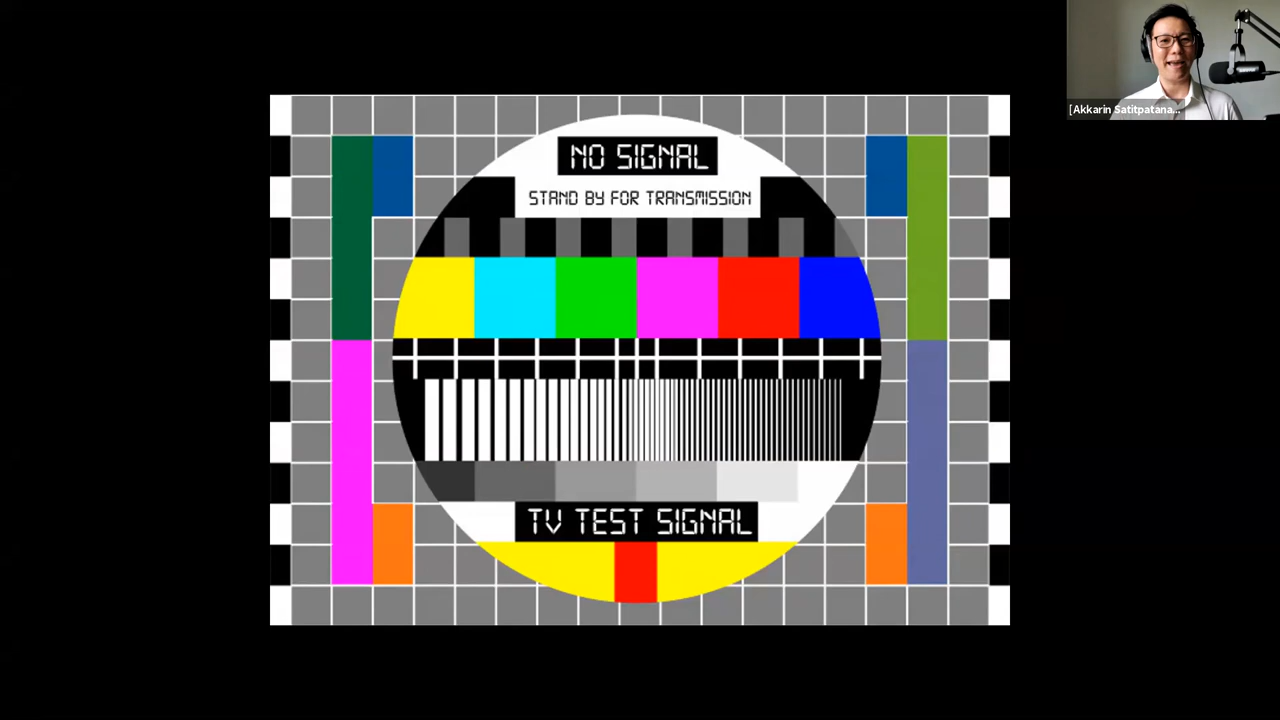 NO SIGNAL
STAND BY FOR TRANSMISSION
TV TEST SIGNAL
[Akkarin Satitpatana...